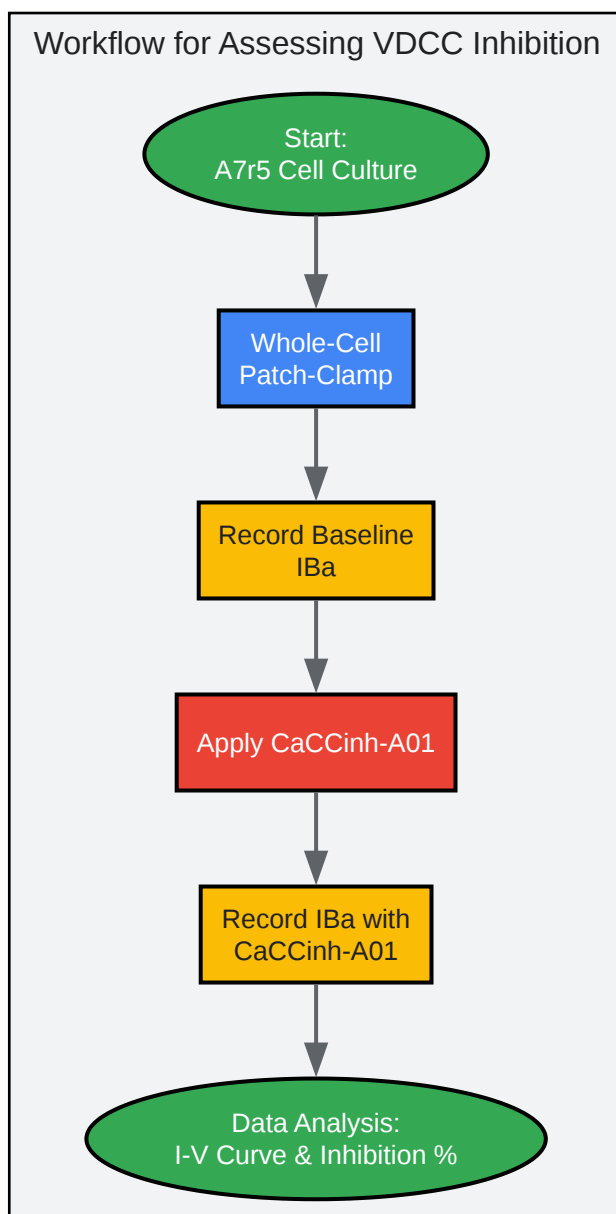 Workflow for Assessing VDCC Inhibition
Start:
A7r5 Cell Culture
Whole-Cell
Patch-Clamp
Record Baseline
IBa
Apply CaCCinh-A01
Record IBa with
CaCCinh-A01
Data Analysis:
I-V Curve & Inhibition %